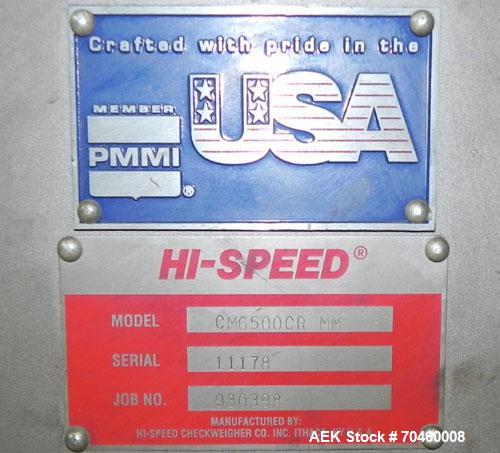 Crafted with pride in the
USA
MEMBER
PMMI
®
HI-SPEED®
MODEL CM6500CR MM
SERIAL 11178
JOB NO. 930398
MANUFACTURED BY:
HI-SPEED CHECKWEIGHER CO. INC.
AEK Stock # 70460008